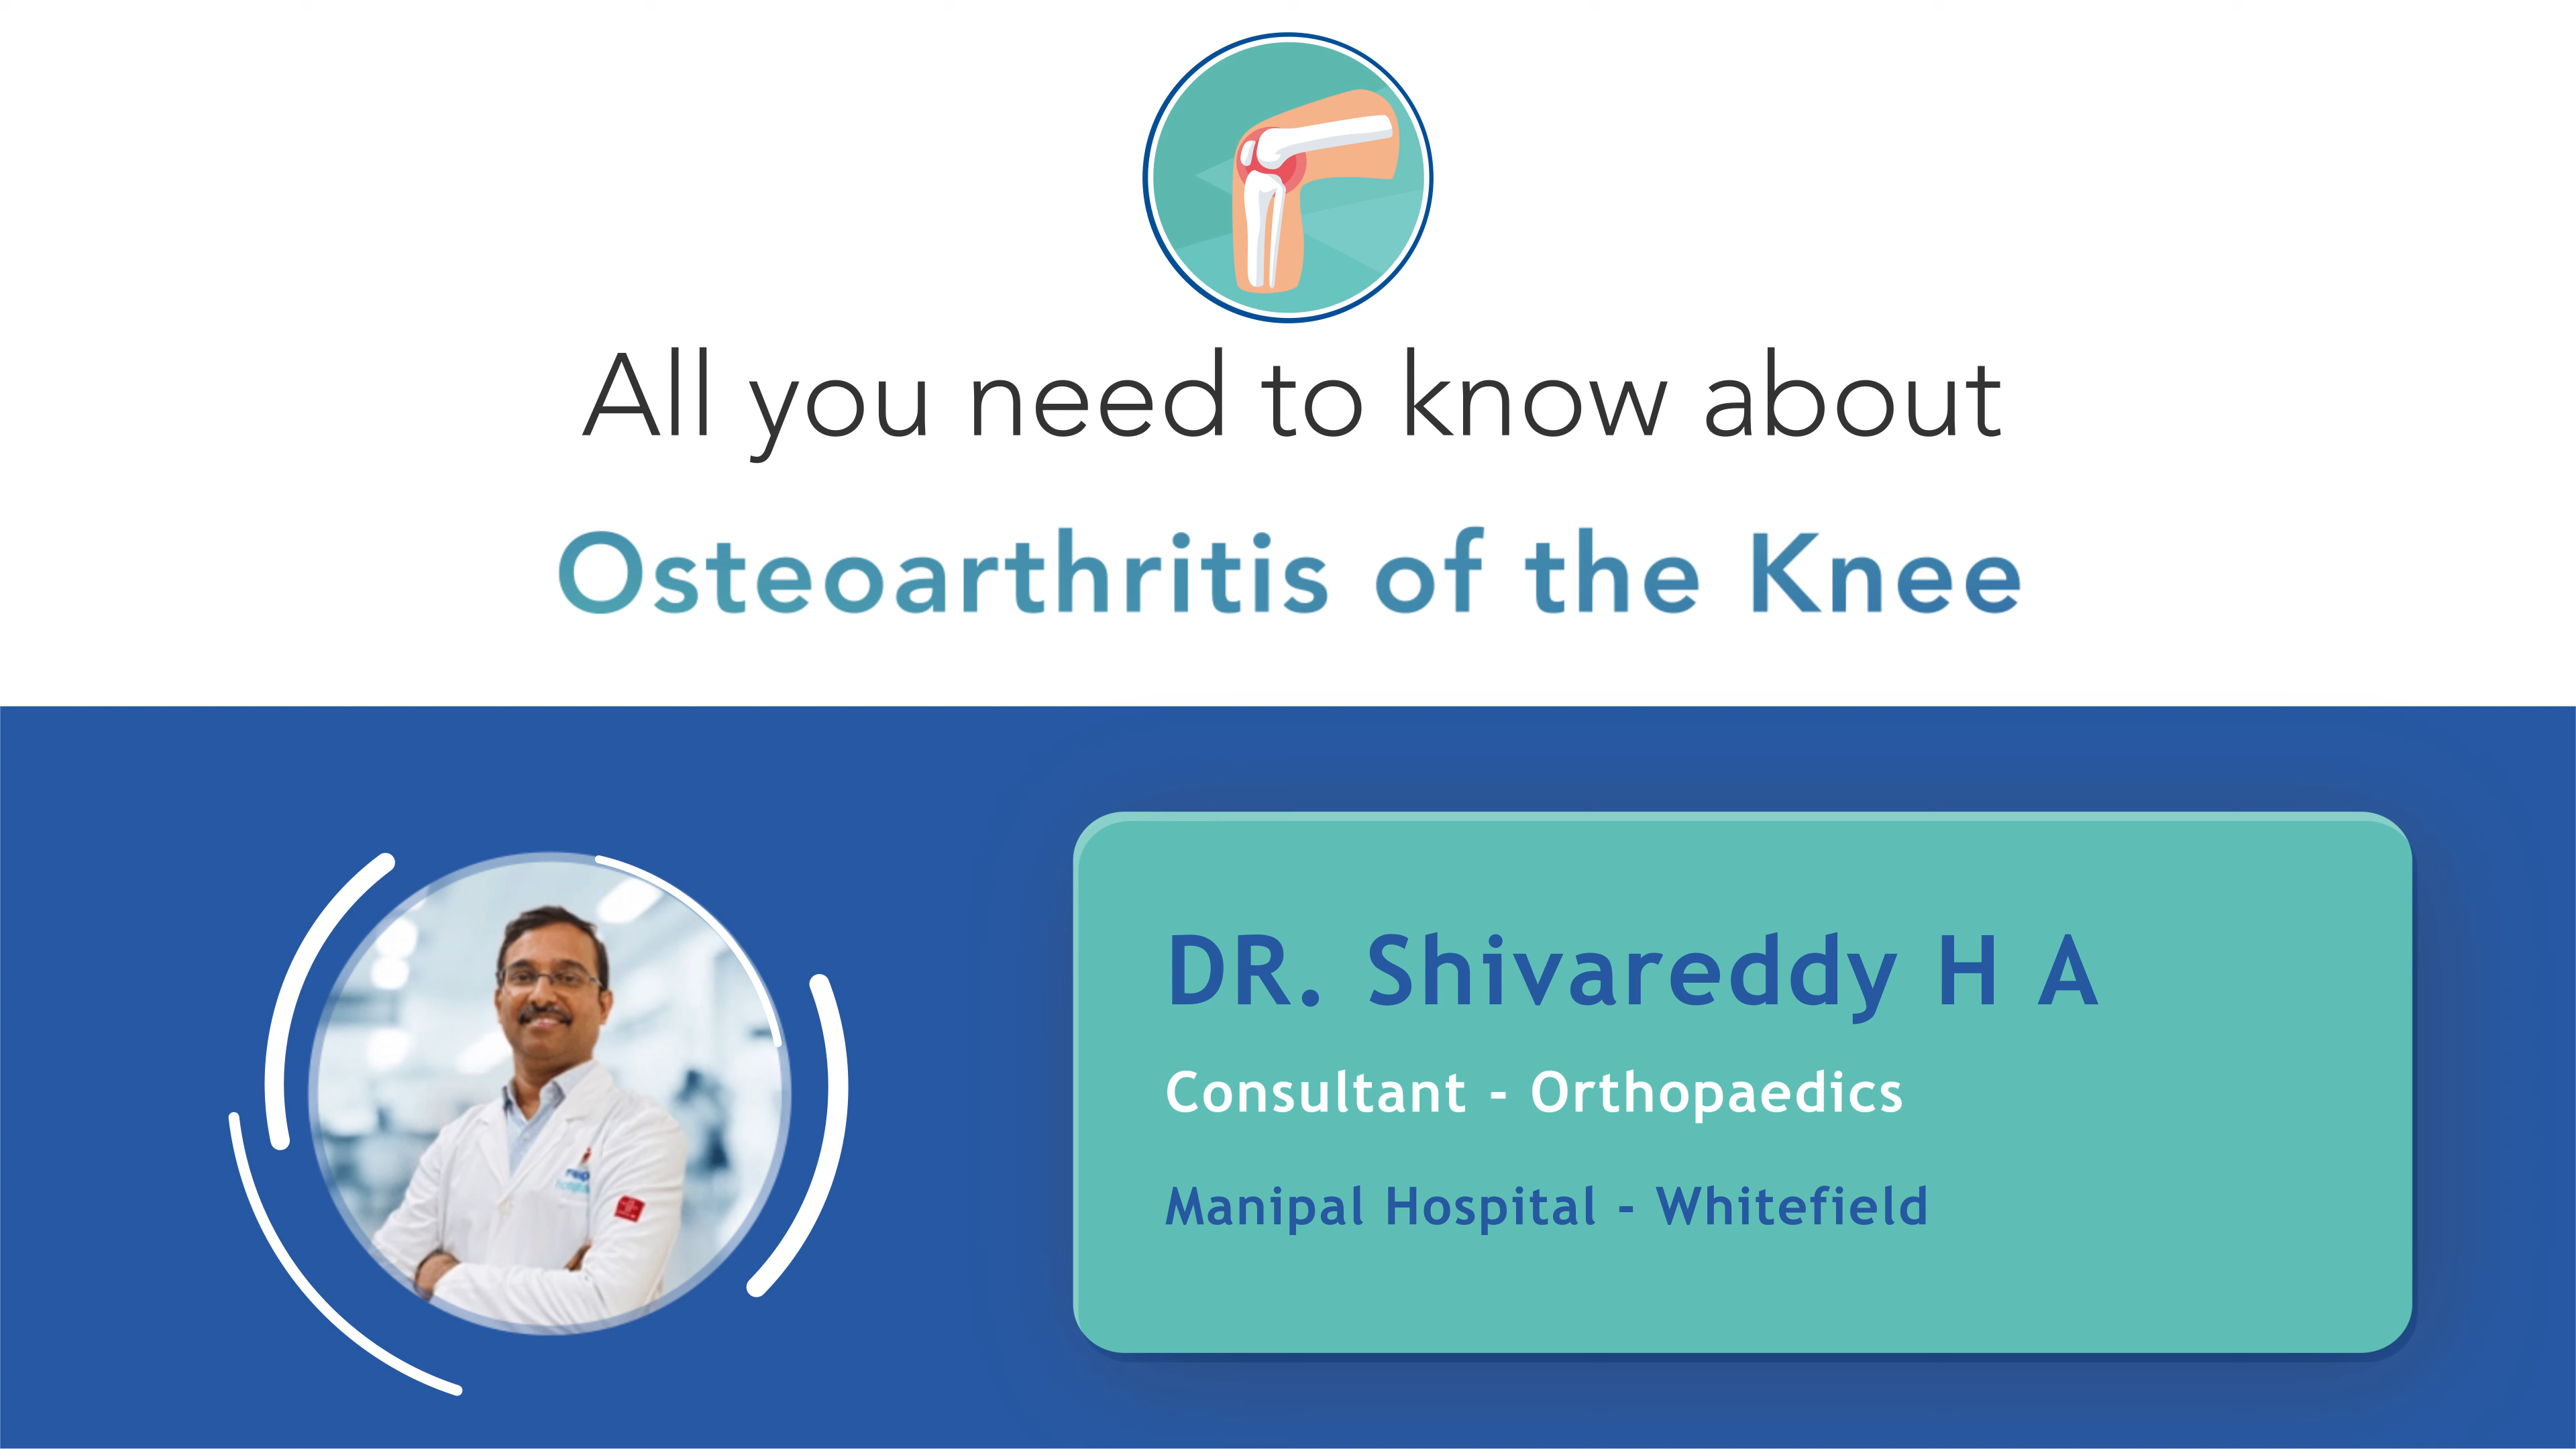 All you need to know about
Osteoarthritis of the Knee
DR. Shivareddy H A
Consultant - Orthopaedics
Manipal Hospital - Whitefield